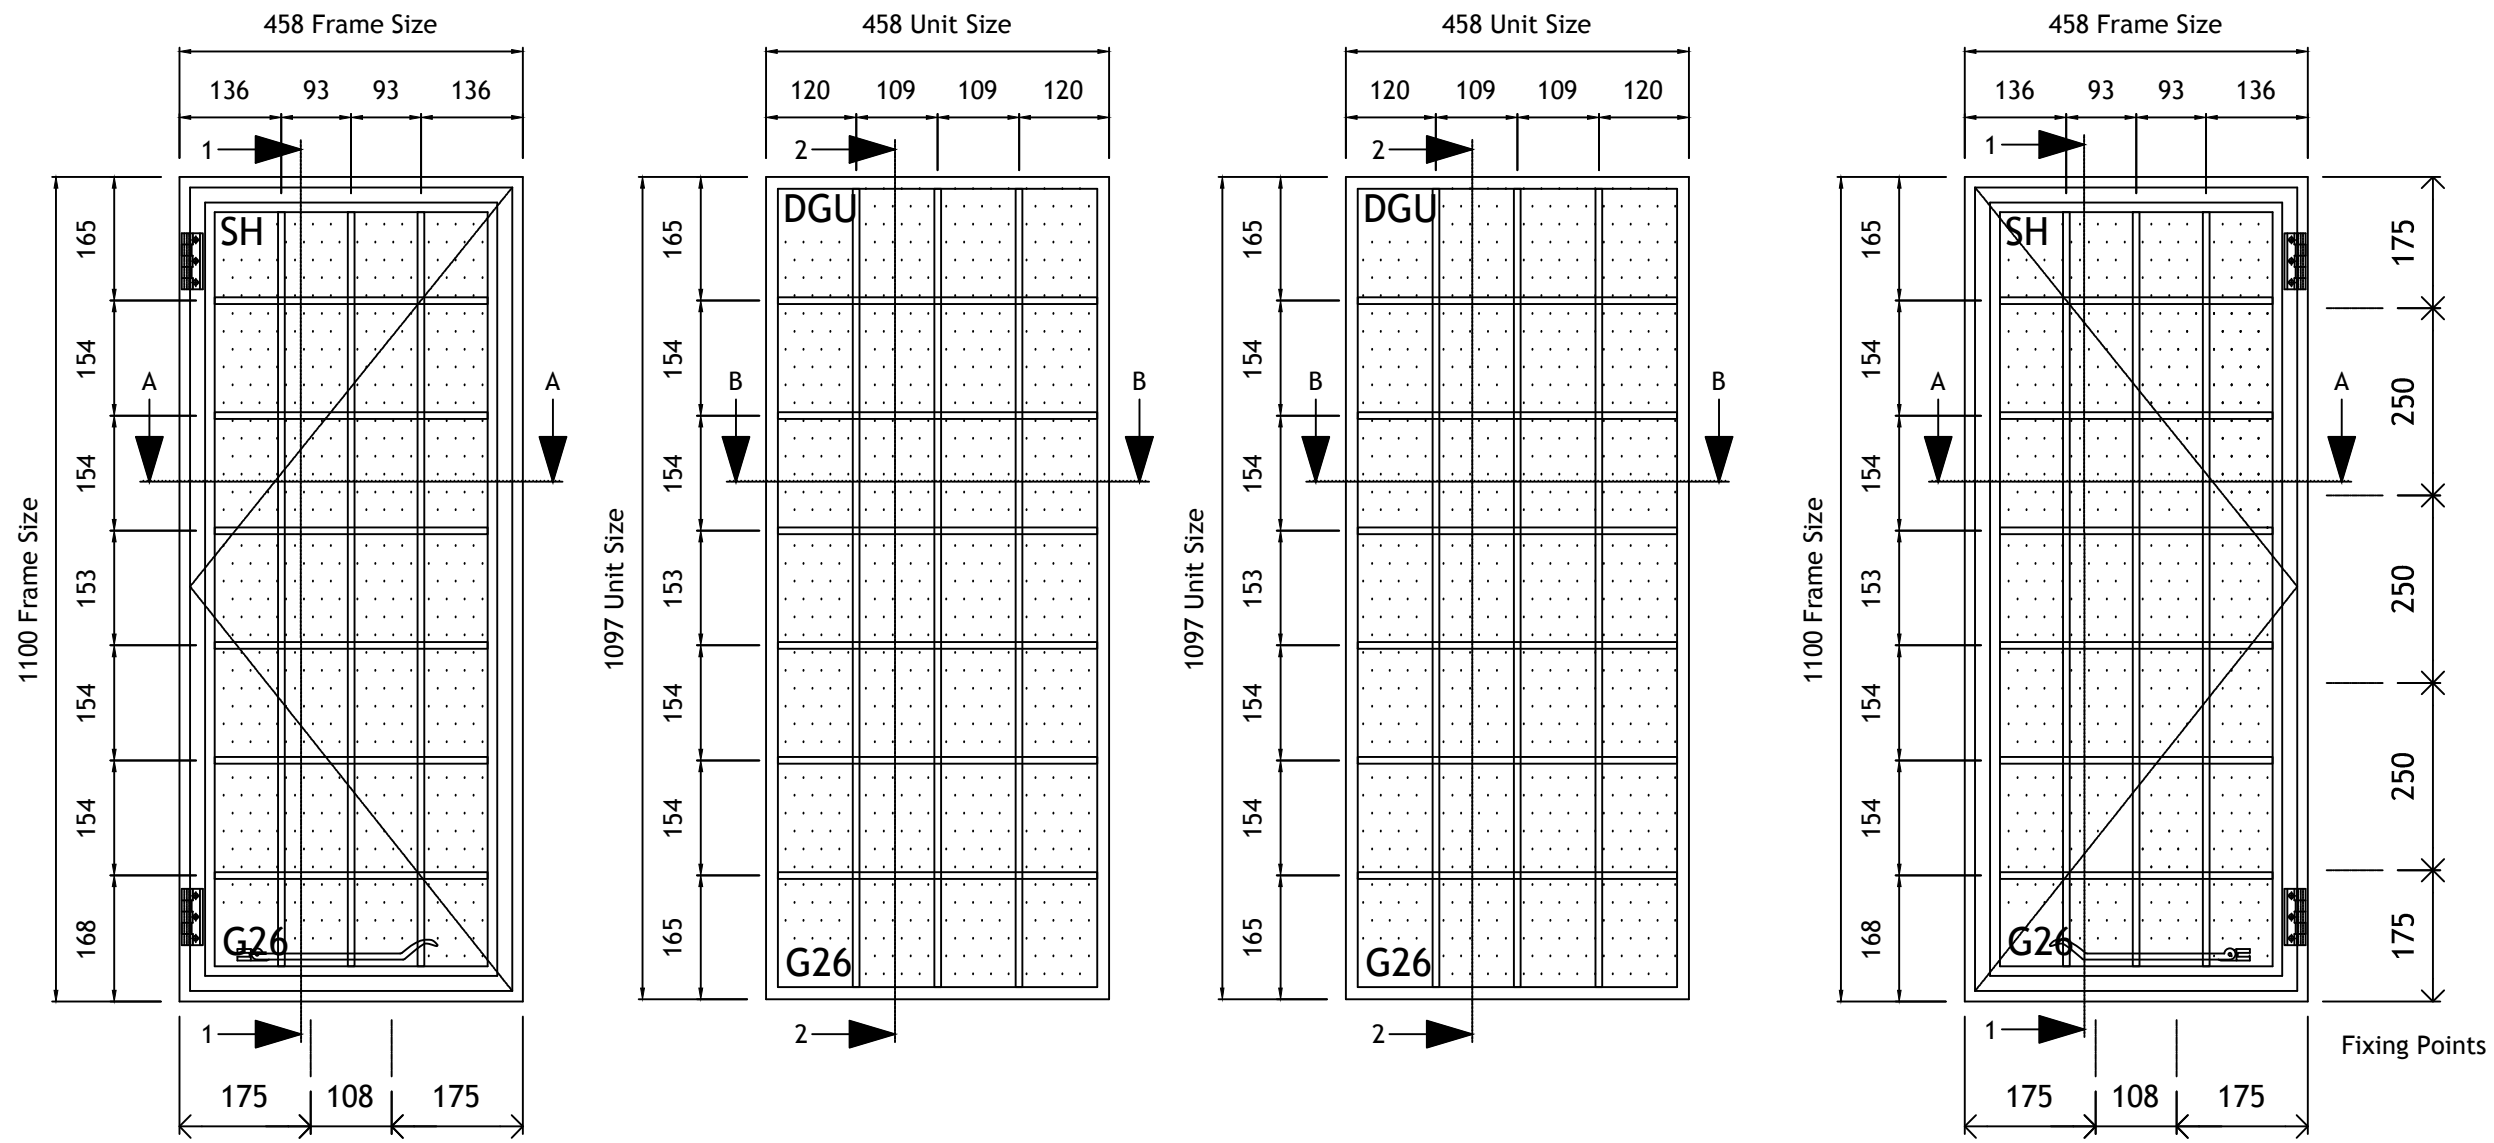 458 Frame Size
458 Unit Size
458 Unit Size
458 Frame Size
136 93 93 136
120 109 109 120
120 109 109 120
136 93 93 136
1
2
2
1
SH
DGU
DGU
SH
165
154
154
153
154
154
168
1100 Frame Size
A
A
165
154
154
153
154
154
165
1097 Unit Size
B
B
165
154
154
153
154
154
165
1097 Unit Size
B
B
165
154
154
153
154
154
168
1100 Frame Size
A
A
175
250
250
250
175
G26
G26
G26
G26
1
2
2
1
Fixing Points
175 108 175
175 108 175